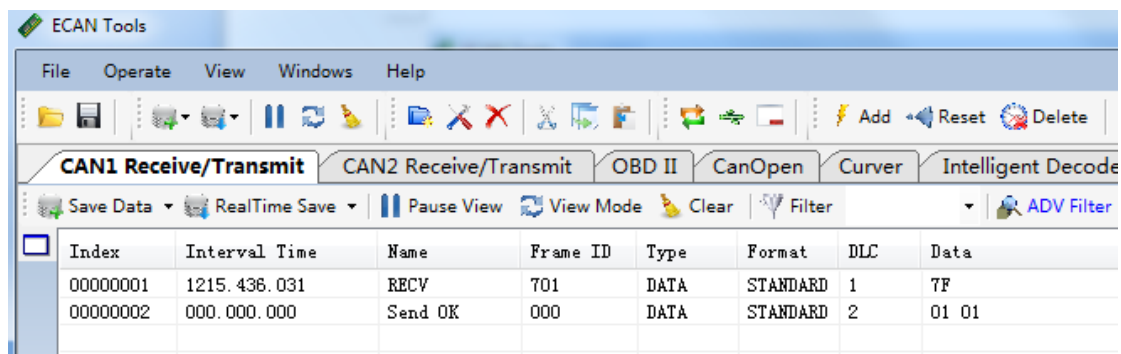 ECAN Tools
File Operate View Windows Help
Add Reset Delete
CAN1 Receive/Transmit CAN2 Receive/Transmit OBD II CanOpen Curver Intelligent Decode
Save Data RealTime Save Pause View View Mode Clear Filter ADV Filter
Index Interval Time Name Frame ID Type Format DLC Data
00000001 1215.436.031 RECV 701 DATA STANDARD 1 7F
00000002 000.000.000 Send OK 000 DATA STANDARD 2 01 01